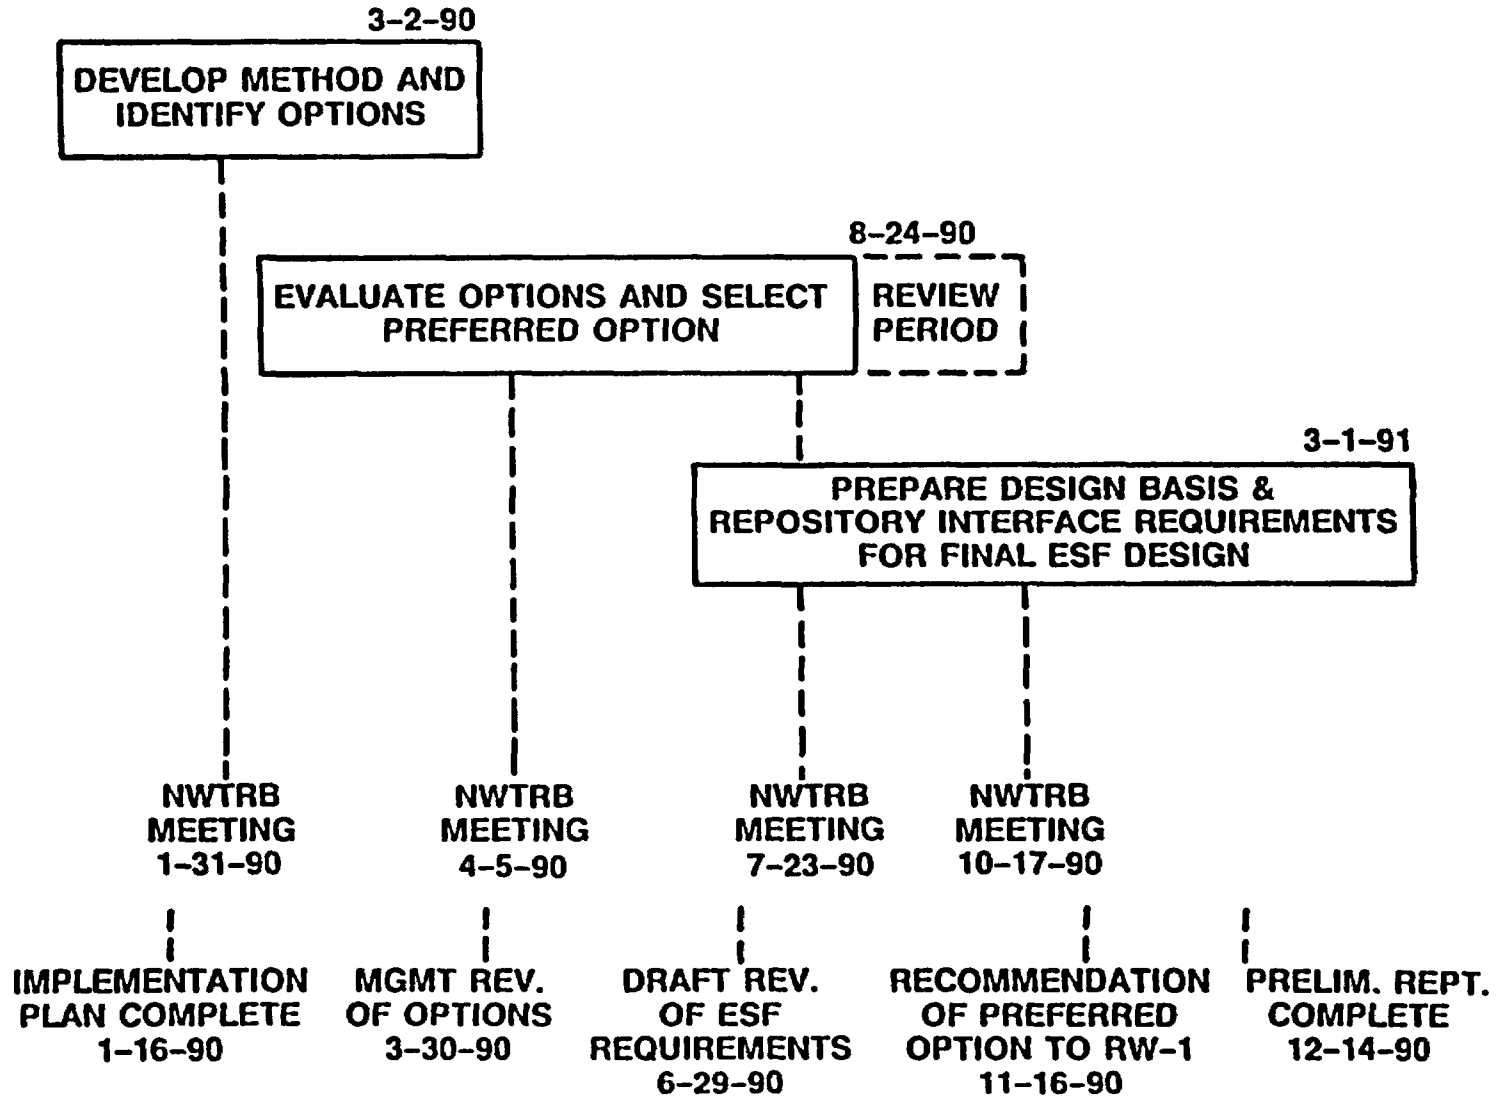 3-2-90
DEVELOP METHOD AND
IDENTIFY OPTIONS
8-24-90
EVALUATE OPTIONS AND SELECT
PREFERRED OPTION
REVIEW
PERIOD
3-1-91
PREPARE DESIGN BASIS &
REPOSITORY INTERFACE REQUIREMENTS
FOR FINAL ESF DESIGN
NWTRB
MEETING
1-31-90
NWTRB
MEETING
4-5-90
NWTRB
MEETING
7-23-90
NWTRB
MEETING
10-17-90
IMPLEMENTATION
PLAN COMPLETE
1-16-90
MGMT REV.
OF OPTIONS
3-30-90
DRAFT REV.
OF ESF
REQUIREMENTS
6-29-90
RECOMMENDATION
OF PREFERRED
OPTION TO RW-1
11-16-90
PRELIM. REPT.
COMPLETE
12-14-90